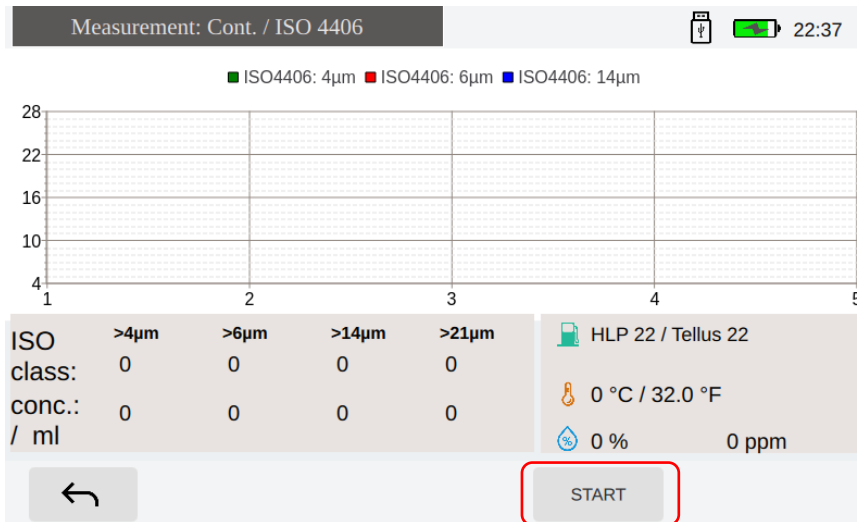 Measurement: Cont. / ISO 4406
22:37
ISO4406: 4µm ISO4406: 6µm ISO4406: 14µm
28
22
16
10
4
1 2 3 4 5
ISO class: >4µm >6µm >14µm >21µm
0 0 0 0
conc.: / ml 0 0 0 0
HLP 22 / Tellus 22
0 °C / 32.0 °F
% 0 % 0 ppm
START